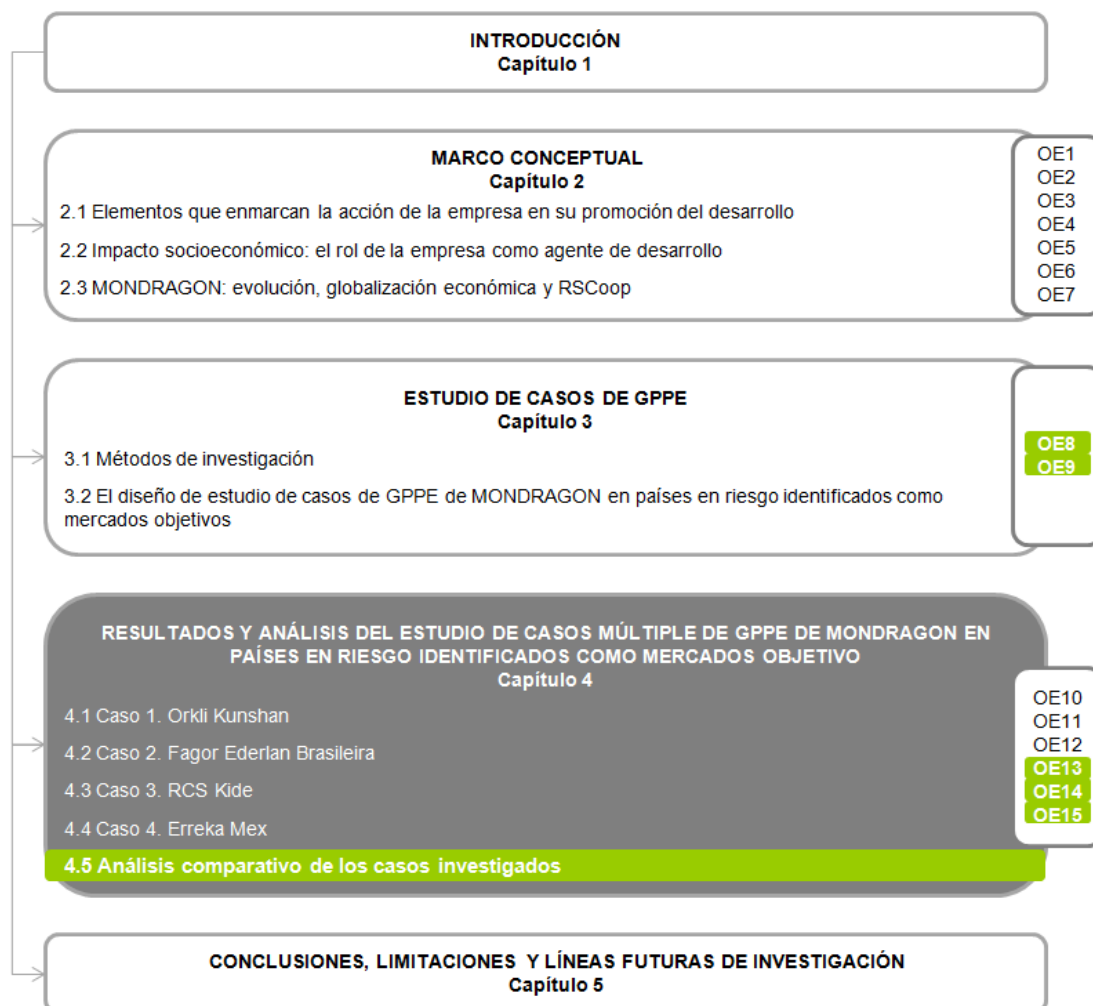 INTRODUCCIÓN
Capítulo 1
MARCO CONCEPTUAL
Capítulo 2
2.1 Elementos que enmarcan la acción de la empresa en su promoción del desarrollo
2.2 Impacto socioeconómico: el rol de la empresa como agente de desarrollo
2.3 MONDRAGON: evolución, globalización económica y RSCoop
OE1
OE2
OE3
OE4
OE5
OE6
OE7
ESTUDIO DE CASOS DE GPPE
Capítulo 3
3.1 Métodos de investigación
3.2 El diseño de estudio de casos de GPPE de MONDRAGON en países en riesgo identificados como
mercados objetivos
OE8
OE9
RESULTADOS Y ANÁLISIS DEL ESTUDIO DE CASOS MÚLTIPLE DE GPPE DE MONDRAGON EN
PAÍSES EN RIESGO IDENTIFICADOS COMO MERCADOS OBJETIVO
Capítulo 4
4.1 Caso 1. Orkli Kunshan
4.2 Caso 2. Fagor Ederlan Brasileira
4.3 Caso 3. RCS Kide
4.4 Caso 4. Erreka Mex
4.5 Análisis comparativo de los casos investigados
OE10
OE11
OE12
OE13
OE14
OE15
CONCLUSIONES, LIMITACIONES Y LÍNEAS FUTURAS DE INVESTIGACIÓN
Capítulo 5